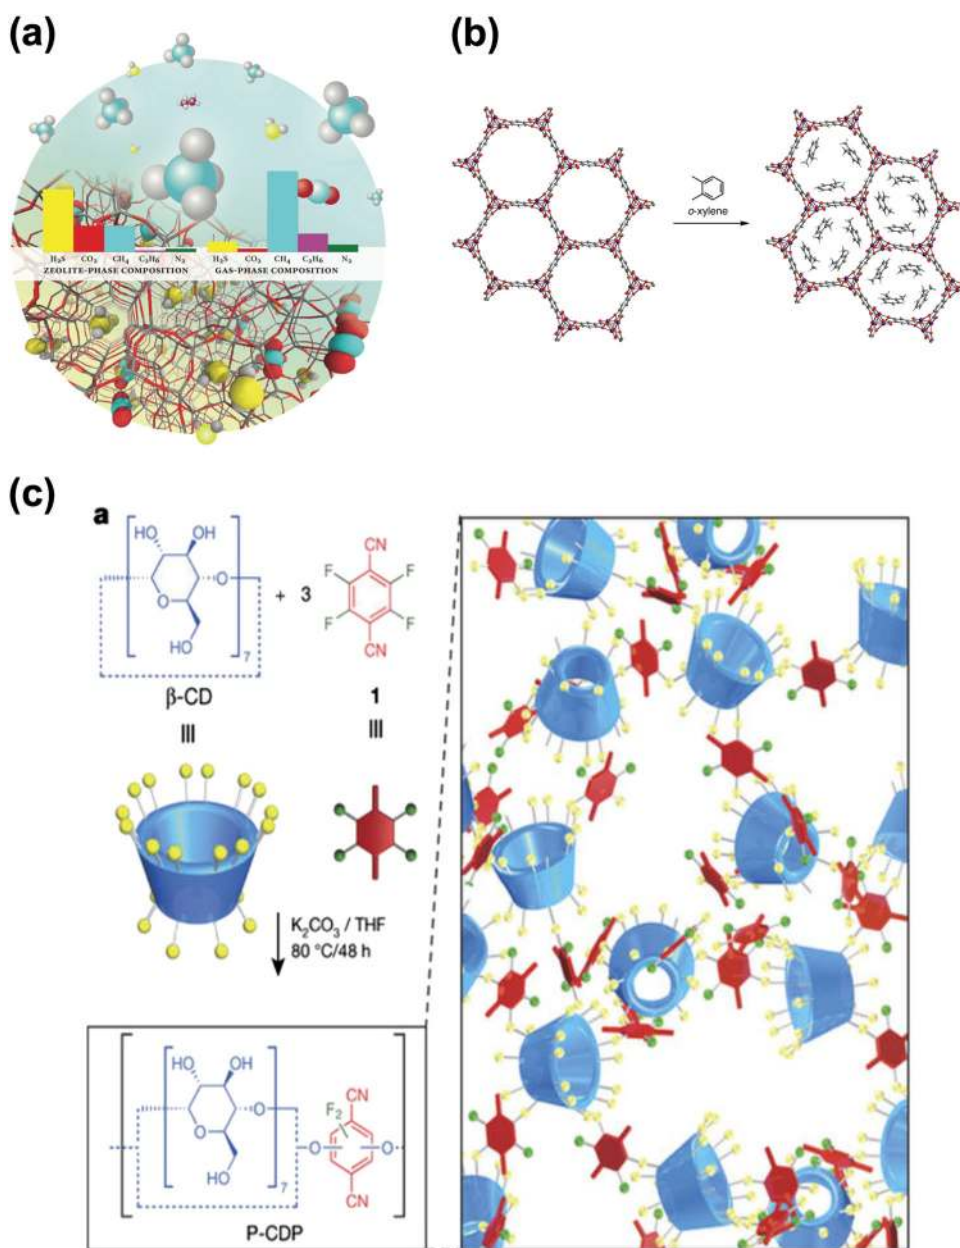 (a)
H₂S CO₂ CH₄ C₂H₆ N₂ H₂S CO₂ CH₄ C₂H₆ N₂
ZEOLITE-PHASE COMPOSITION GAS-PHASE COMPOSITION
(b)
o-xylene
(c)
a
HO OH
O
O
HO
7
β-CD
+ 3
CN
F F
F F
CN
1
K₂CO₃ / THF
80 °C/48 h
HO OH
O
O
HO
7
O
F₂
CN
O
CN
P-CDP